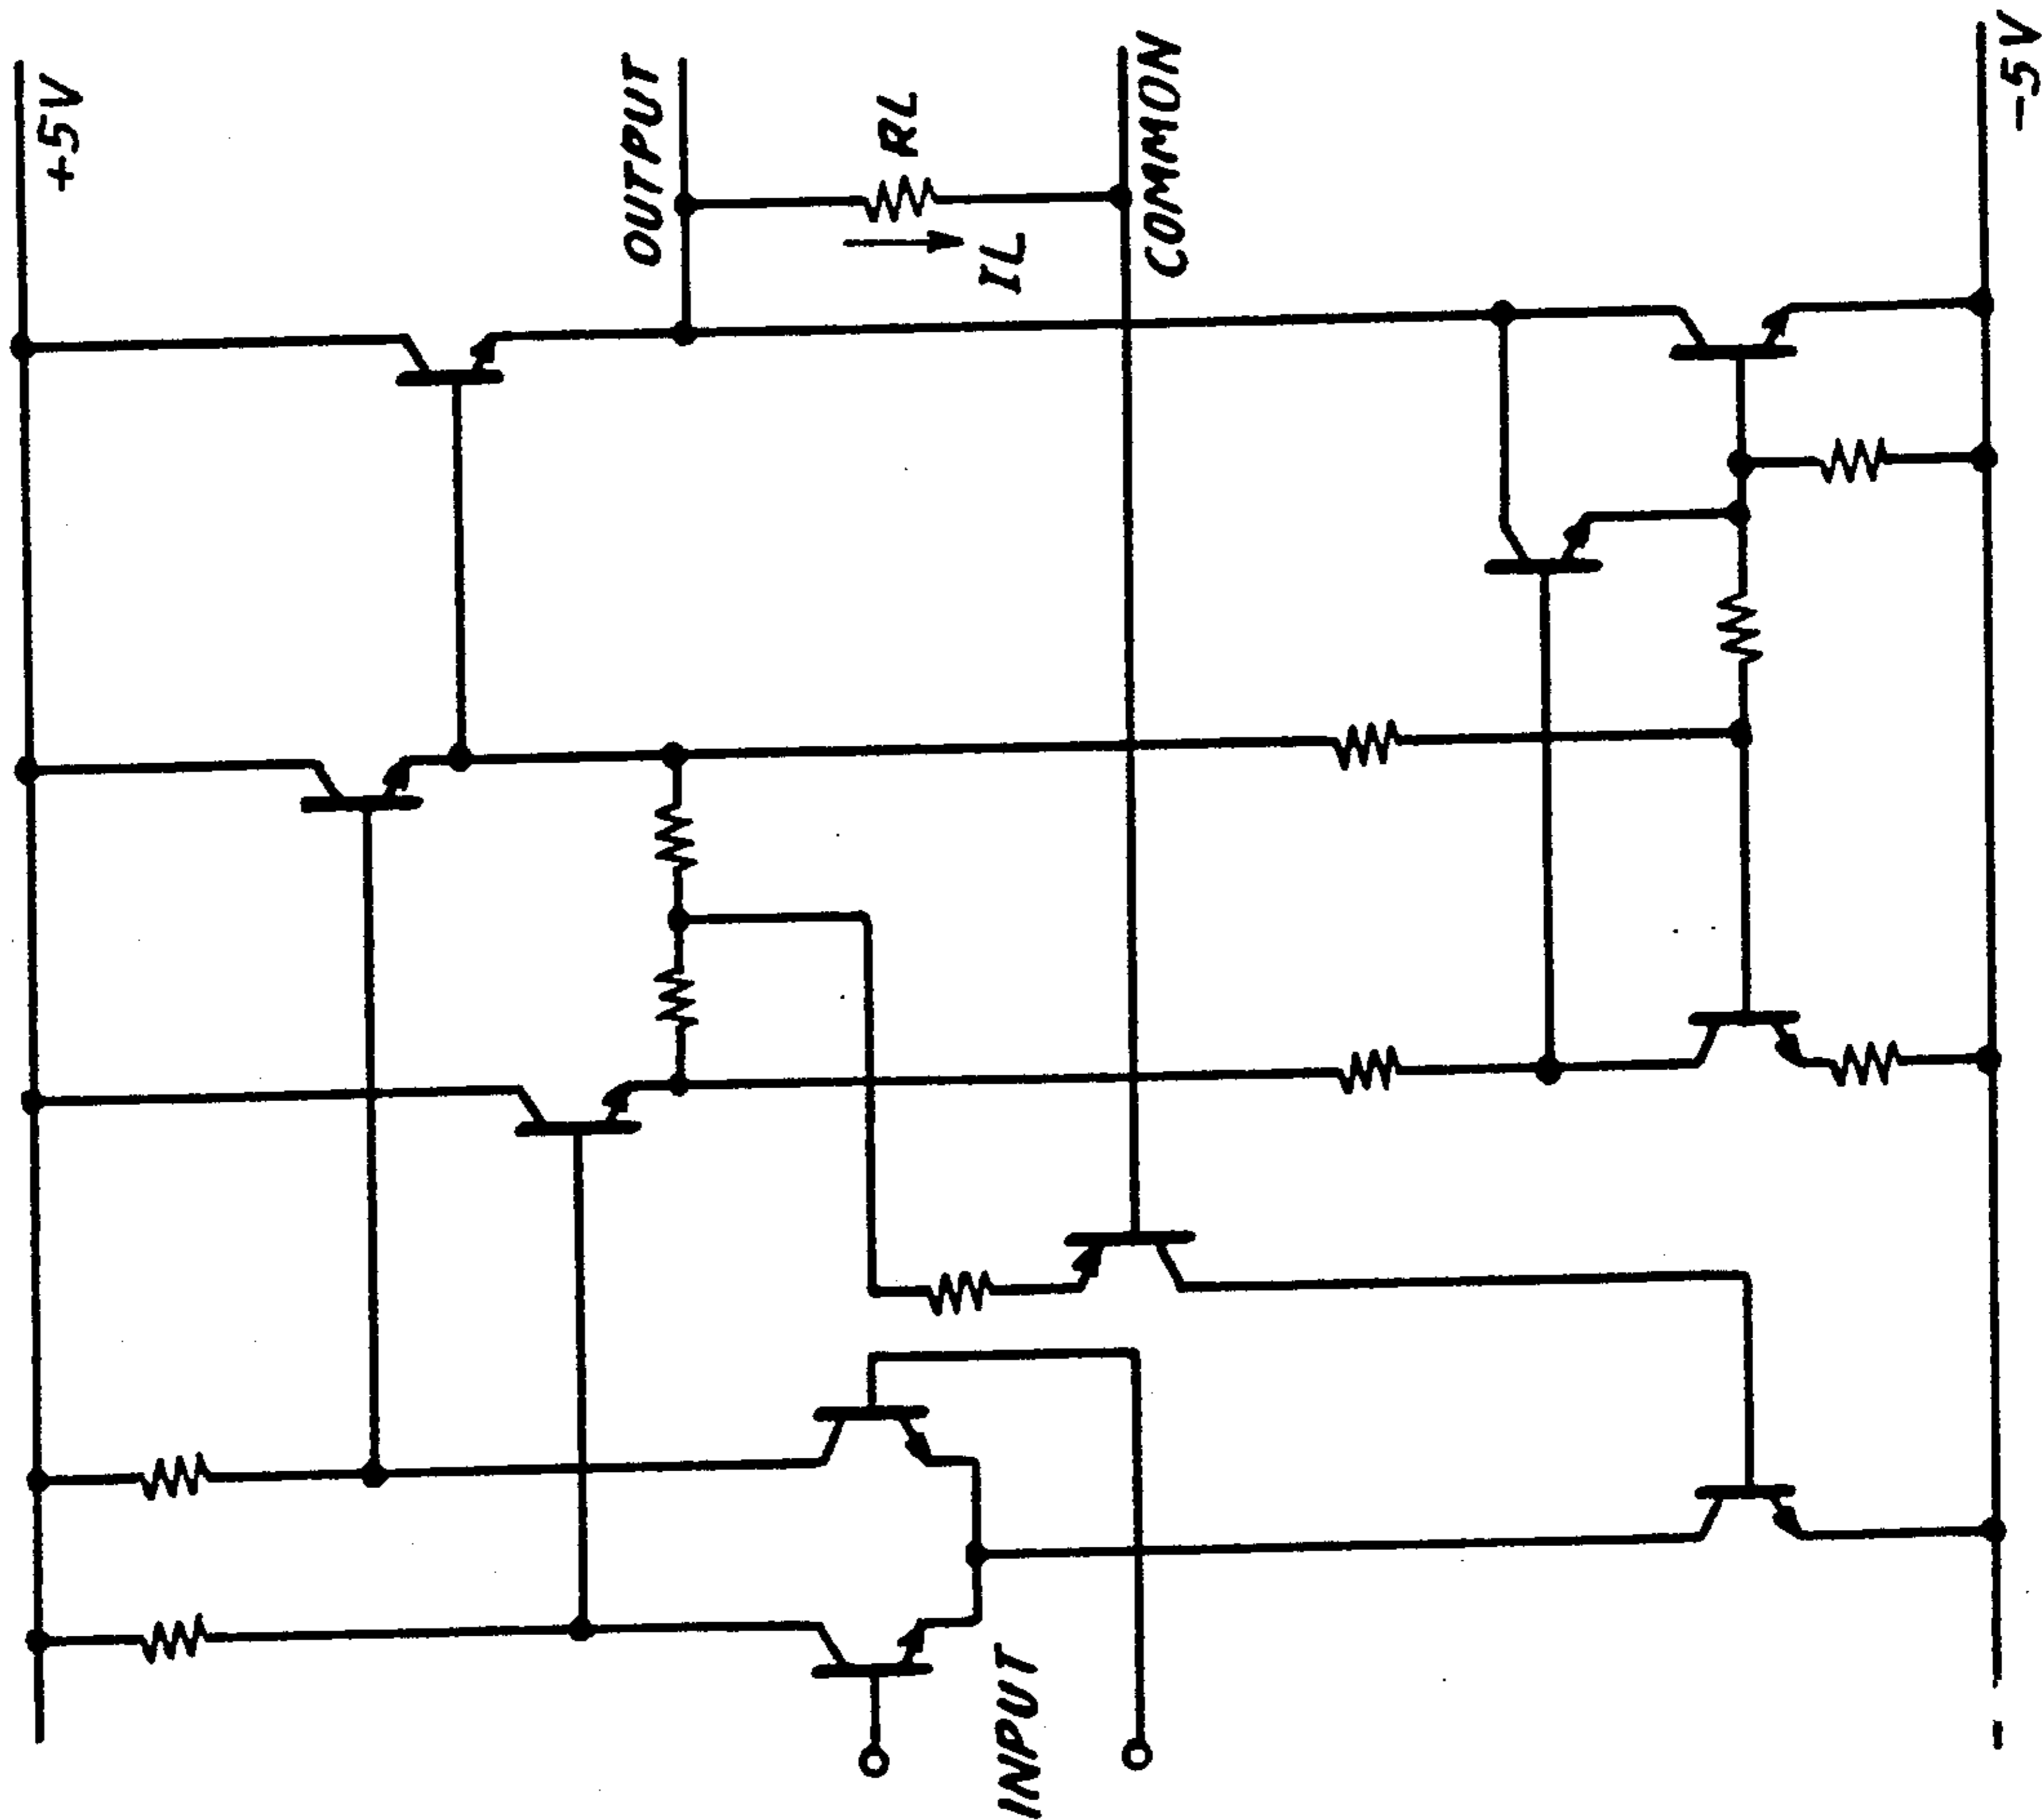 +5V
OUTPUT
RL
IL
COMMON
INPUT
-5V